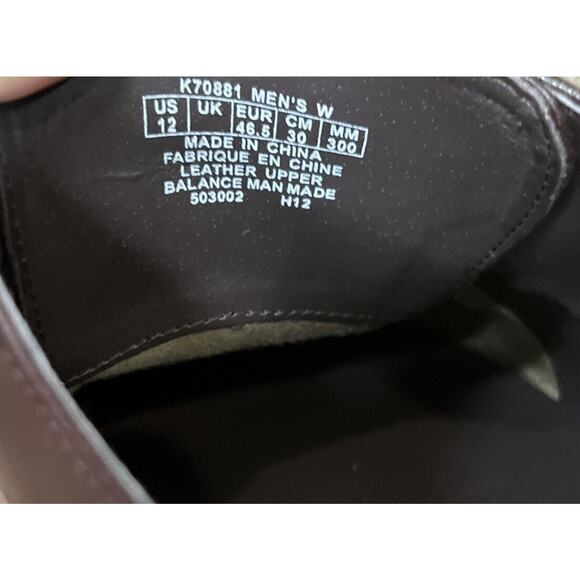 K70881 MEN'S W
US UK EUR CM MM
12 46.5 30 300
MADE IN CHINA
FABRIQUE EN CHINE
LEATHER UPPER
BALANCE MAN MADE
503002 H12